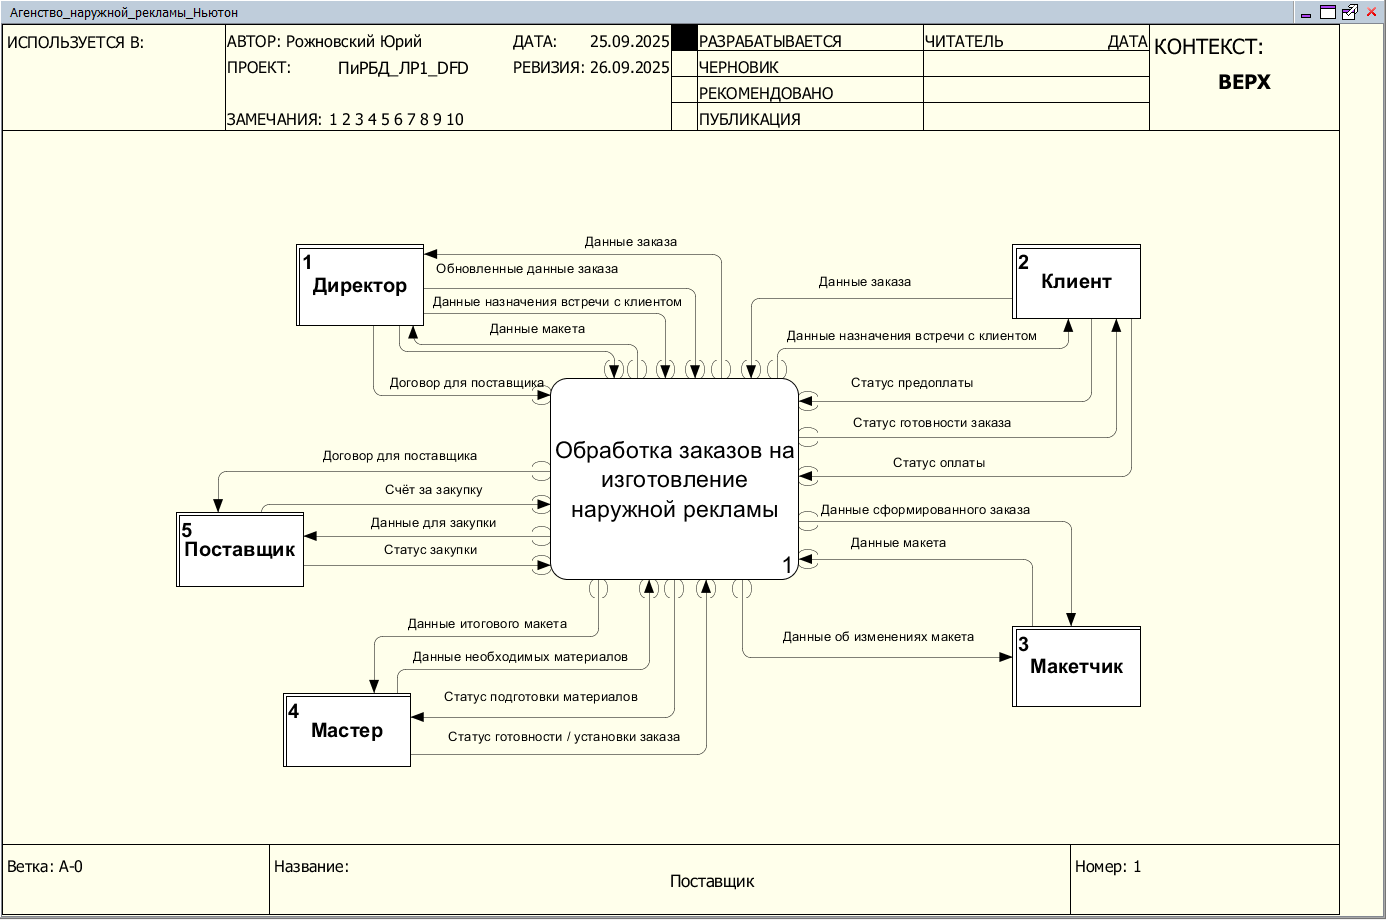 Агенство_наружной_рекламы_Ньютон
ИСПОЛЬЗУЕТСЯ В:
АВТОР: Рожновский Юрий
ДАТА: 25.09.2025
ПРОЕКТ: ПиРБД_ЛР1_DFD
РЕВИЗИЯ: 26.09.2025
ЗАМЕЧАНИЯ: 1 2 3 4 5 6 7 8 9 10
РАЗРАБАТЫВАЕТСЯ
ЧЕРНОВИК
РЕКОМЕНДОВАНО
ПУБЛИКАЦИЯ
ЧИТАТЕЛЬ
ДАТА
КОНТЕКСТ:
ВЕРХ
Данные заказа
1
Директор
Обновленные данные заказа
Данные назначения встречи с клиентом
Данные макета
Договор для поставщика
2
Клиент
Данные заказа
Данные назначения встречи с клиентом
Статус предоплаты
Статус готовности заказа
Статус оплаты
Обработка заказов на
изготовление
наружной рекламы
1
Договор для поставщика
Счёт за закупку
5
Поставщик
Данные для закупки
Статус закупки
Данные сформированного заказа
Данные макета
Данные об изменениях макета
3
Макетчик
Данные итогового макета
Данные необходимых материалов
Статус подготовки материалов
4
Мастер
Статус готовности / установки заказа
Ветка: A-0
Название:
Поставщик
Номер: 1